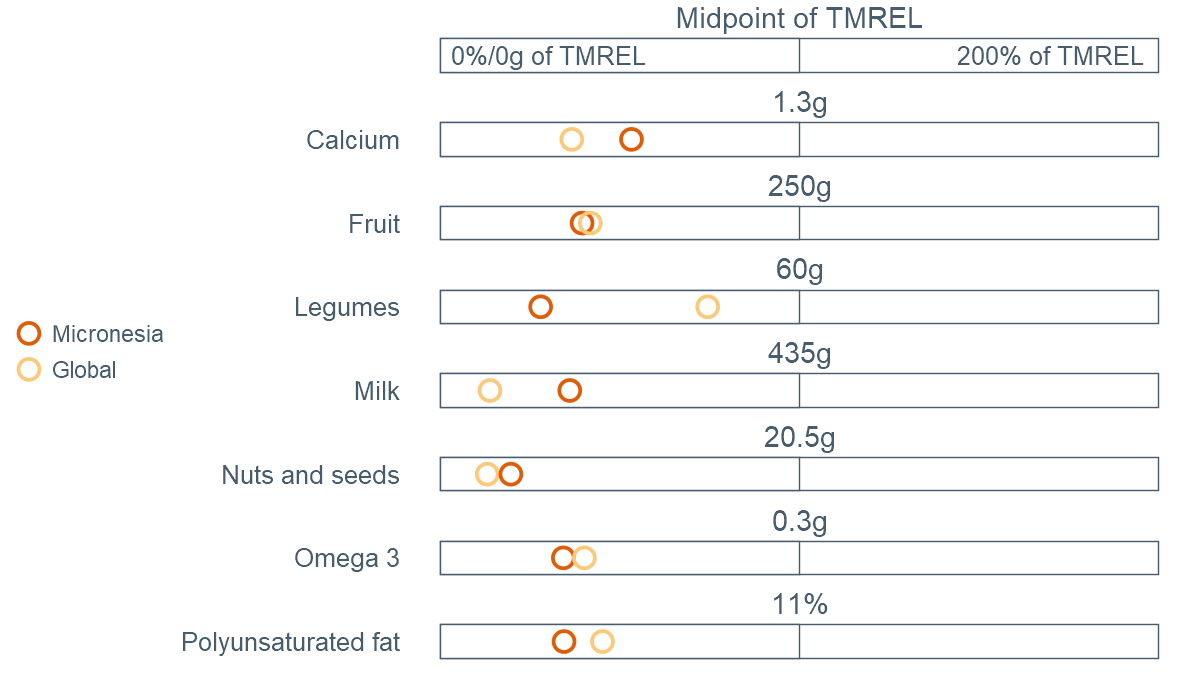 Midpoint of TMREL
0%/0g of TMREL 200% of TMREL
1.3g
Calcium
250g
Fruit
60g
Legumes
Micronesia
435g
Global
Milk
20.5g
Nuts and seeds
0.3g
Omega 3
11%
Polyunsaturated fat